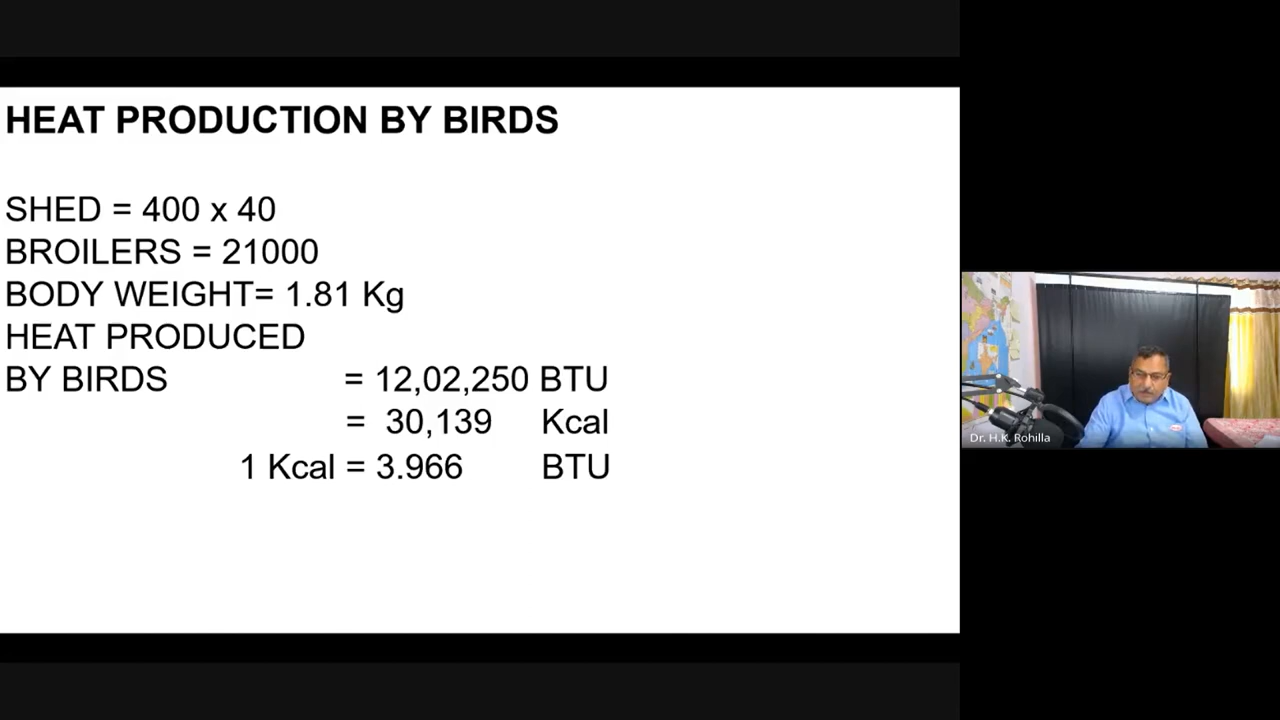 HEAT PRODUCTION BY BIRDS
SHED = 400 x 40
BROILERS = 21000
BODY WEIGHT= 1.81 Kg
HEAT PRODUCED
BY BIRDS = 12,02,250 BTU
= 30,139 Kcal
1 Kcal = 3.966 BTU
Dr. H.K. Rohilla